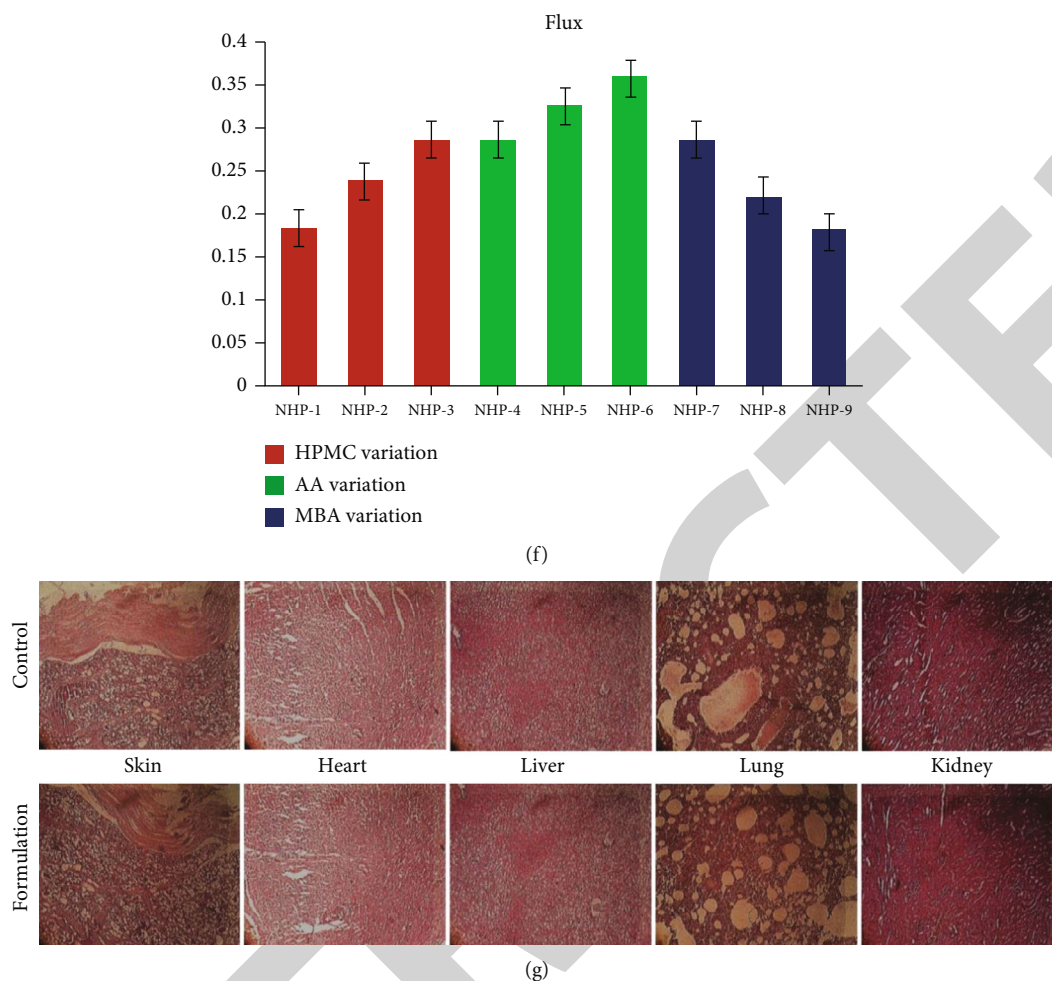 Flux
0.4
0.35
0.3
0.25
0.2
0.15
0.1
0.05
0
NHP-1 NHP-2 NHP-3 NHP-4 NHP-5 NHP-6 NHP-7 NHP-8 NHP-9
HPMC variation
AA variation
MBA variation
(f)
Control
Skin Heart Liver Lung Kidney
Formulation
(g)